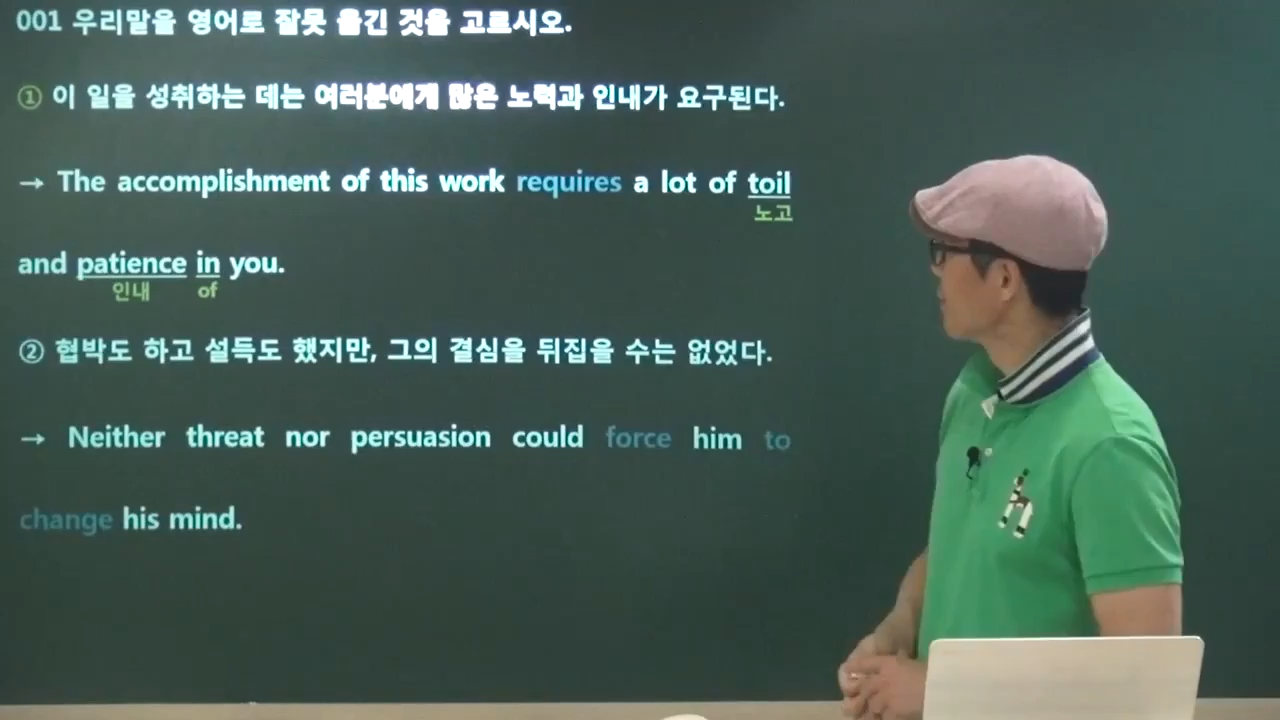 001 우리말을 영어로 잘못 옮긴 것을 고르시오.
① 이 일을 성취하는 데는 여러분에게 많은 노력과 인내가 요구된다.
→ The accomplishment of this work requires a lot of toil
노고
and patience in you.
인내 of
② 협박도 하고 설득도 했지만, 그의 결심을 뒤집을 수는 없었다.
→ Neither threat nor persuasion could force him to
change his mind.